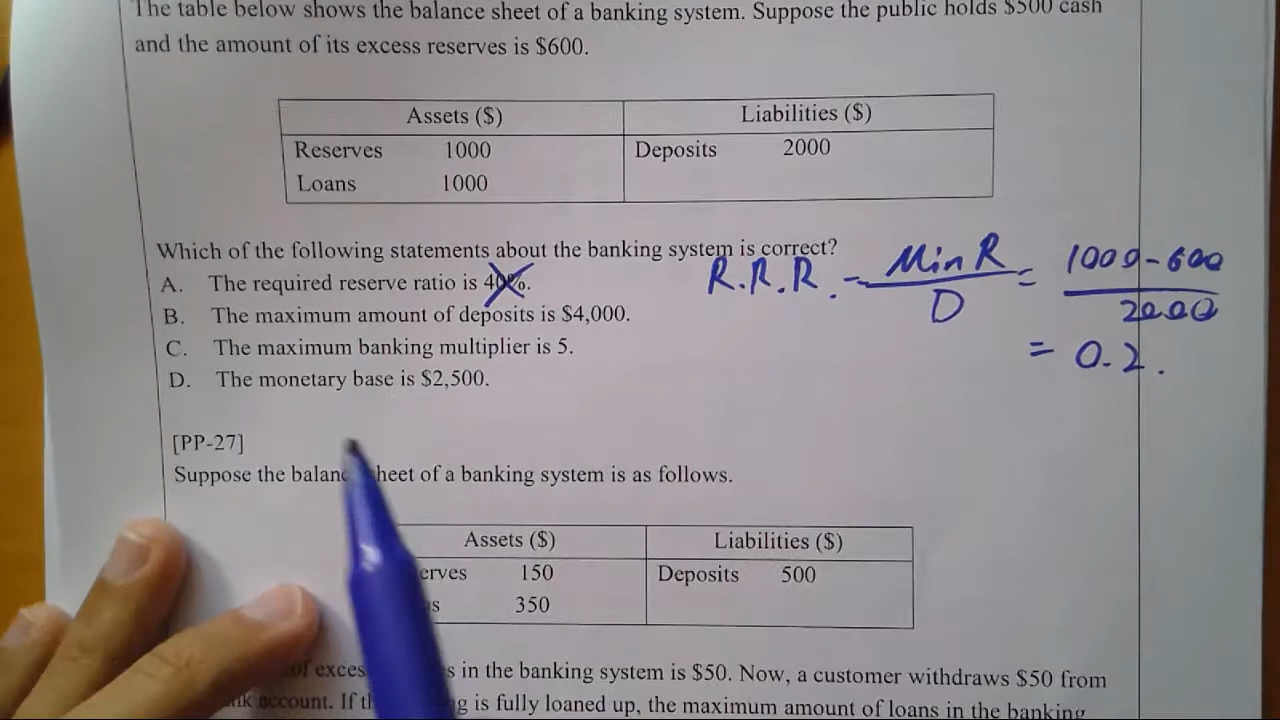 The table below shows the balance sheet of a banking system. Suppose the public holds $500 cash
and the amount of its excess reserves is $600.
Assets ($) Liabilities ($)
Reserves 1000 Deposits 2000
Loans 1000
Which of the following statements about the banking system is correct?
A. The required reserve ratio is 40%.
B. The maximum amount of deposits is $4,000.
C. The maximum banking multiplier is 5.
D. The monetary base is $2,500.
R.R.R. = Min R / D = 1000-600 / 2000
= 0.2.
[PP-27]
Suppose the balance sheet of a banking system is as follows.
Assets ($) Liabilities ($)
erves 150 Deposits 500
s 350
of exces s in the banking system is $50. Now, a customer withdraws $50 from
account. If g is fully loaned up, the maximum amount of loans in the banking